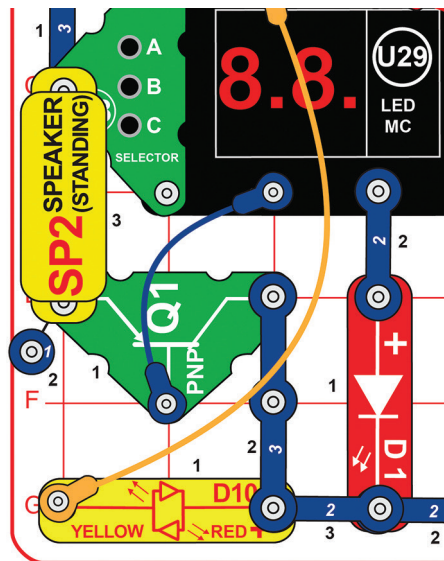 1
3
A
B
C
SELECTOR
8.8.
U29
LED
MC
SP2
SPEAKER
(STANDING)
3
2
2
Q1
PNP
1
2
1
1
F
2
3
+
D1
1
G
D10
YELLOW
RED +
2
3
2
2